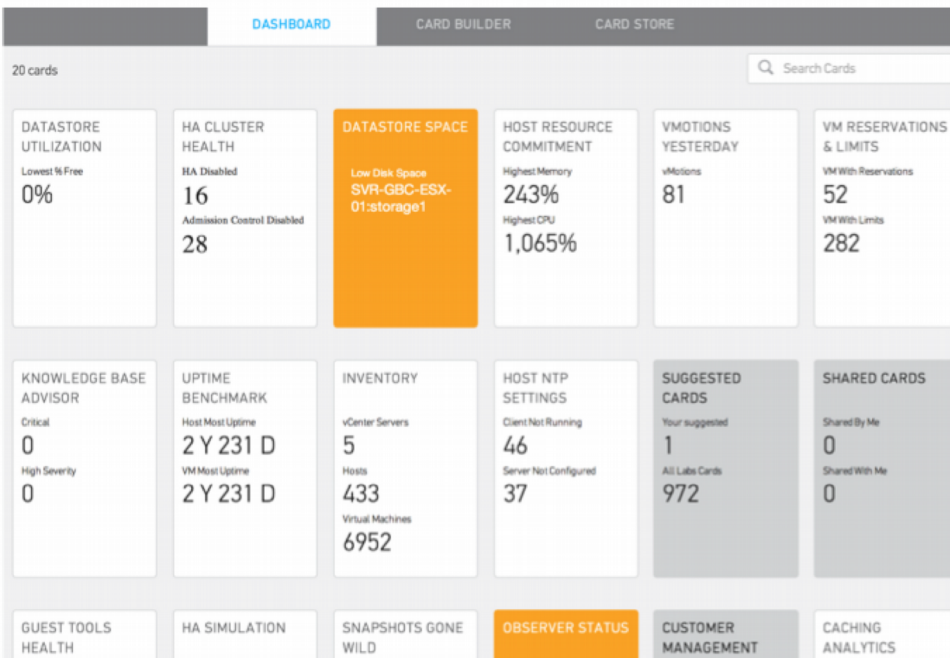 DASHBOARD
CARD BUILDER
CARD STORE
20 cards
Search Cards
DATASTORE
UTILIZATION
Lowest % Free
0%
HA CLUSTER
HEALTH
HA Disabled
16
Admission Control Disabled
28
DATASTORE SPACE
Low Disk Space
SVR-GBC-ESX-
01:storage1
HOST RESOURCE
COMMITMENT
Highest Memory
243%
Highest CPU
1,065%
VMOTIONS
YESTERDAY
vMotions
81
VM RESERVATIONS
& LIMITS
VM With Reservations
52
VM With Limits
282
KNOWLEDGE BASE
ADVISOR
Critical
0
High Severity
0
UPTIME
BENCHMARK
Host Most Uptime
2 Y 231 D
VM Most Uptime
2 Y 231 D
INVENTORY
vCenter Servers
5
Hosts
433
Virtual Machines
6952
HOST NTP
SETTINGS
Client Not Running
46
Server Not Configured
37
SUGGESTED
CARDS
Your suggested
1
All Labs Cards
972
SHARED CARDS
Shared By Me
0
Shared With Me
0
GUEST TOOLS
HEALTH
HA SIMULATION
SNAPSHOTS GONE
WILD
OBSERVER STATUS
CUSTOMER
MANAGEMENT
CACHING
ANALYTICS